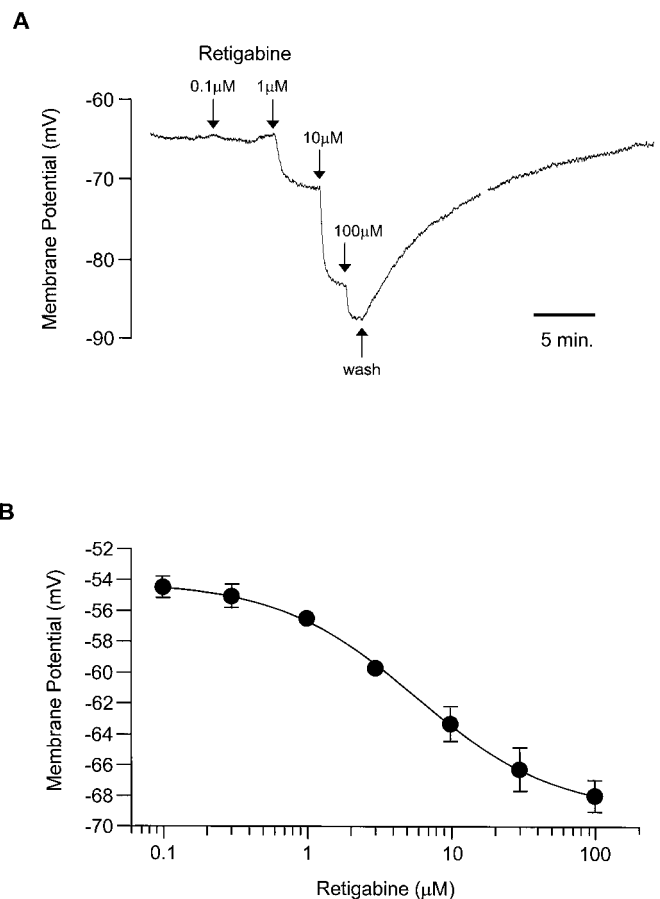 A
Retigabine
0.1µM 1µM
-60
10µM
-70
100µM
-80
-90
5 min.
wash
Membrane Potential (mV)
B
-52
-54
-56
-58
-60
-62
-64
-66
-68
-70
Membrane Potential (mV)
0.1 1 10 100
Retigabine (µM)